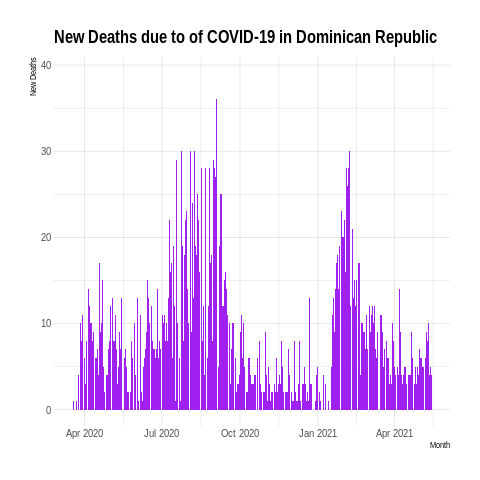 New Deaths due to of COVID-19 in Dominican Republic
New Deaths
40
30
20
10
0
Apr 2020 Jul 2020 Oct 2020 Jan 2021 Apr 2021
Month